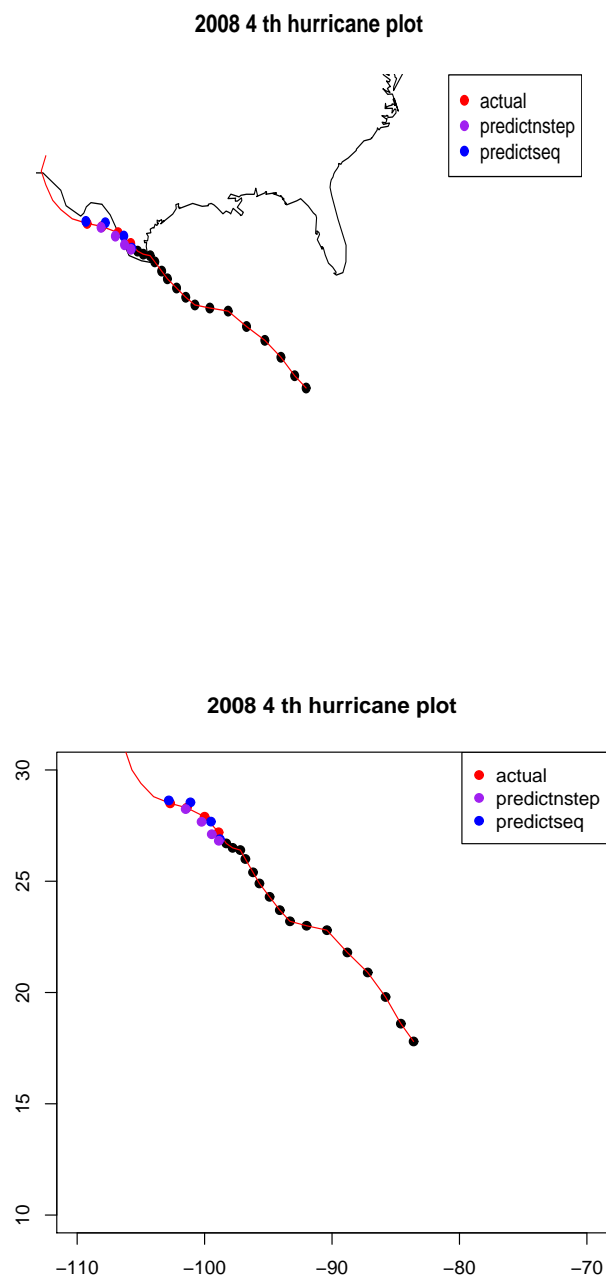 2008 4 th hurricane plot
actual
predictnstep
predictseq
2008 4 th hurricane plot
actual
predictnstep
predictseq
30
25
20
15
10
−110 −100 −90 −80 −70